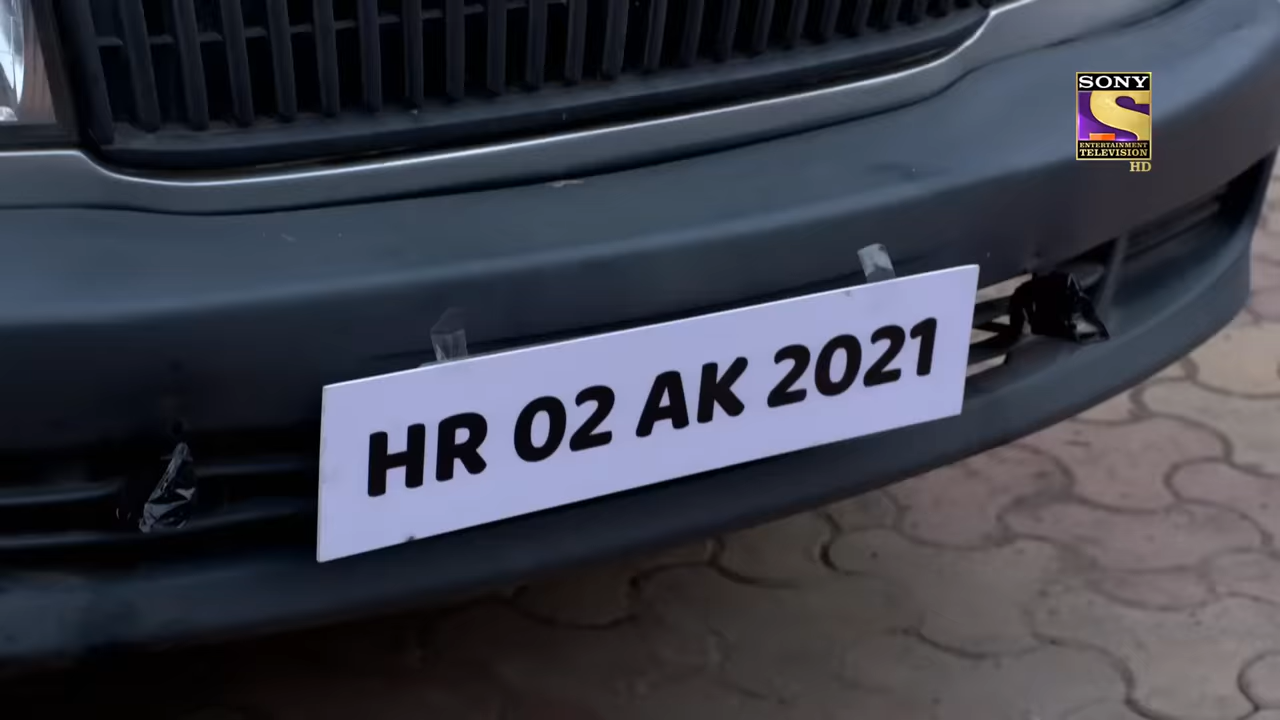 SONY
ENTERTAINMENT
TELEVISION
HD
HR 02 AK 2021